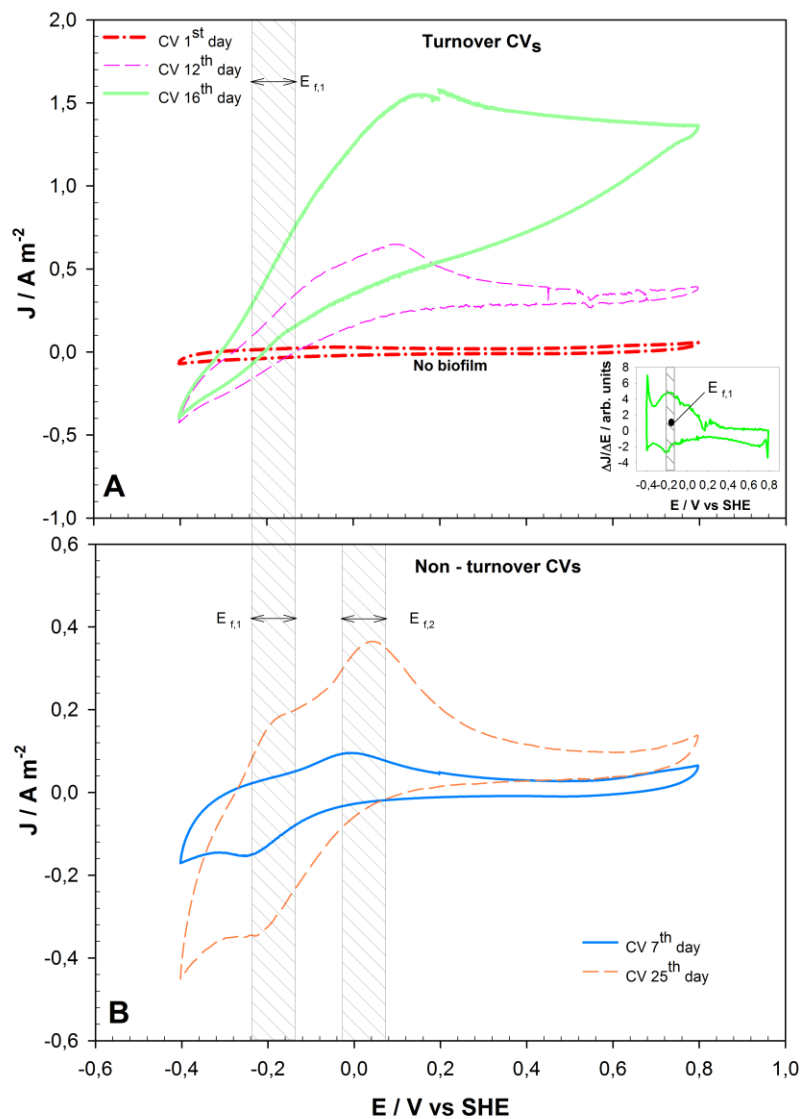 Turnover CVs
CV 1st day
CV 12th day
CV 16th day
E f,1
2,0
1,5
1,0
0,5
0,0
-0,5
-1,0
J / A m-2
No biofilm
A
8
6
4
2
0
-2
-4
ΔJ/ΔE / arb. units
E f,1
-0,4 -0,2 0,0 0,2 0,4 0,6 0,8
E / V vs SHE
Non - turnover CVs
E f,1
E f,2
0,6
0,4
0,2
0,0
-0,2
-0,4
-0,6
J / A m-2
CV 7th day
CV 25th day
B
-0,6 -0,4 -0,2 0,0 0,2 0,4 0,6 0,8 1,0
E / V vs SHE